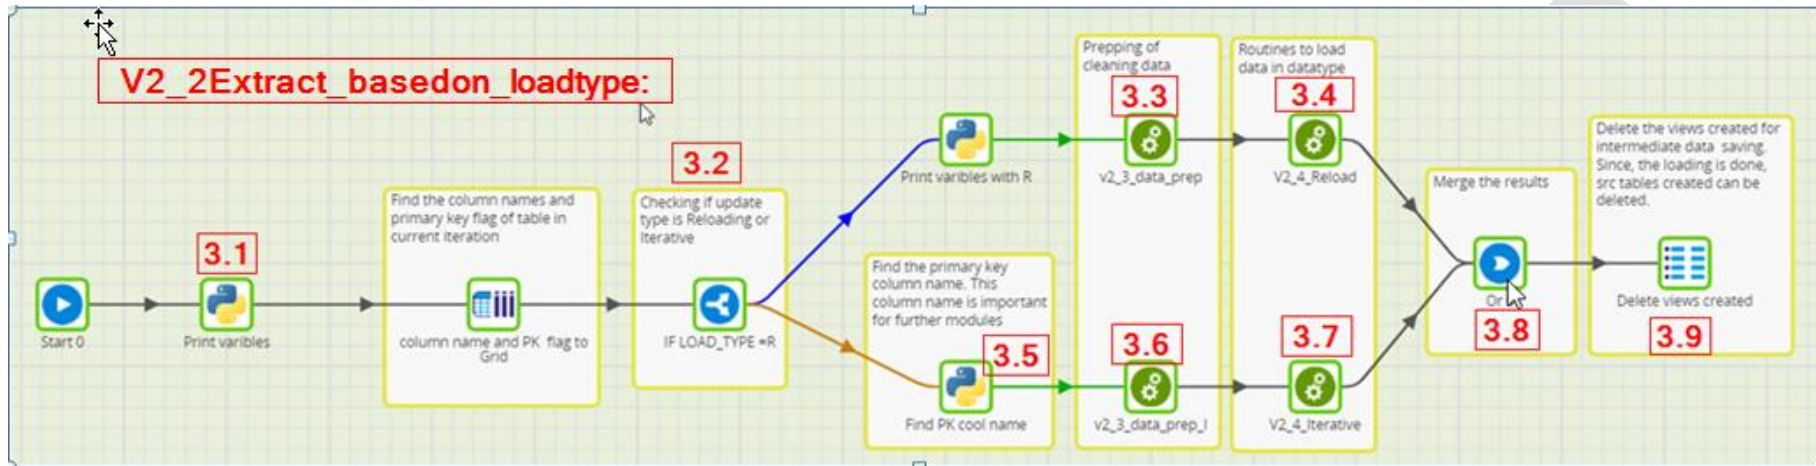 V2_2Extract_basedon_loadtype:
Start 0
3.1
Print varibles
Find the column names and
primary key flag of table in
current iteration
column name and PK  flag to
Grid
3.2
Checking if update
type is Reloading or
Iterative
IF LOAD_TYPE =R
Print varibles with R
Find the primary key
column name. This
column name is important
for further modules
3.5
Find PK cool name
Prepping of
cleaning data
3.3
v2_3_data_prep
3.6
v2_3_data_prep_I
Routines to load
data in datatype
3.4
V2_4_Reload
3.7
V2_4_Iterative
Merge the results
Or
3.8
Delete the views created for
intermediate data  saving.
Since, the loading is done,
src tables created can be
deleted.
Delete views created
3.9